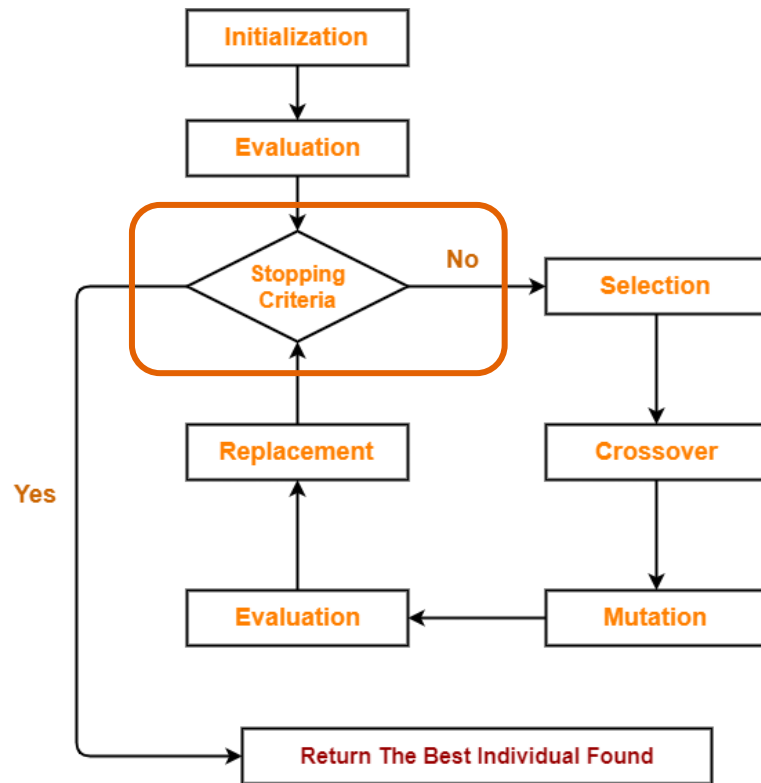 Initialization
Evaluation
Stopping
Criteria
No
Selection
Replacement
Crossover
Yes
Evaluation
Mutation
Return The Best Individual Found